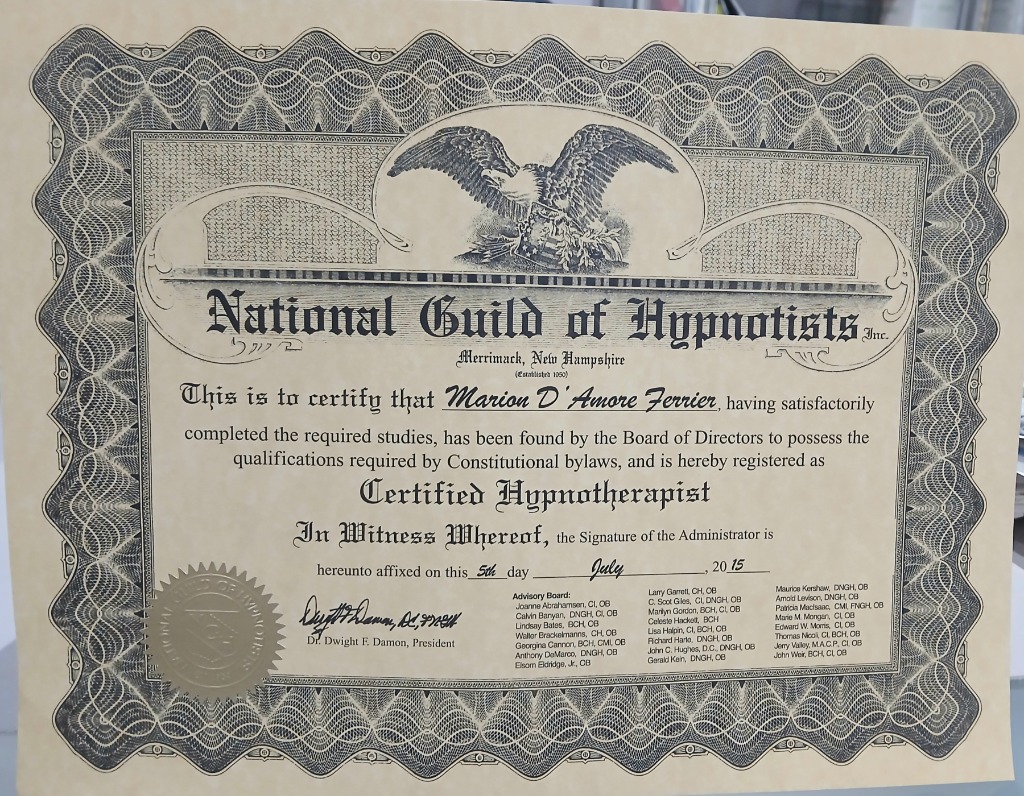 National Guild of Hypnotists Inc.
Merrimack, New Hampshire
(Established 1950)
This is to certify that Marion D'Amore Ferrier, having satisfactorily
completed the required studies, has been found by the Board of Directors to possess the
qualifications required by Constitutional bylaws, and is hereby registered as
Certified Hypnotherapist
In Witness Whereof, the Signature of the Administrator is
hereunto affixed on this 5th day July, 2015
Dr. Dwight F. Damon, President
Advisory Board:
Joanne Abrahamsen, CI, OB
Calvin Banyan, DNGH, OB
Lindsay Bates, BCH, OB
Walter Brackelmanns, CH, OB
Georgina Cannon, BCH, CMI, OB
Anthony DeMarco, DNGH, OB
Elsom Eldridge, Jr., OB
Larry Garrett, CH, OB
C. Scot Giles, CI, DNGH, OB
Marilyn Gordon, BCH, CI, OB
Celeste Hackett, BCH
Lisa Halpin, CI, BCH, OB
Richard Harte, DNGH, OB
John C. Hughes, D.C., DNGH, OB
Gerald Kein, DNGH, OB
Maurice Kershaw, DNGH, OB
Arnold Levison, DNGH, OB
Patricia MacIsaac, CMI, FNGH, OB
Marie M. Mongan, CI, OB
Edward W. Morris, CI, OB
Thomas Nicoli, CI, BCH, OB
Jerry Valley, M.A.C.P., CI, OB
John Weir, BCH, CI, OB